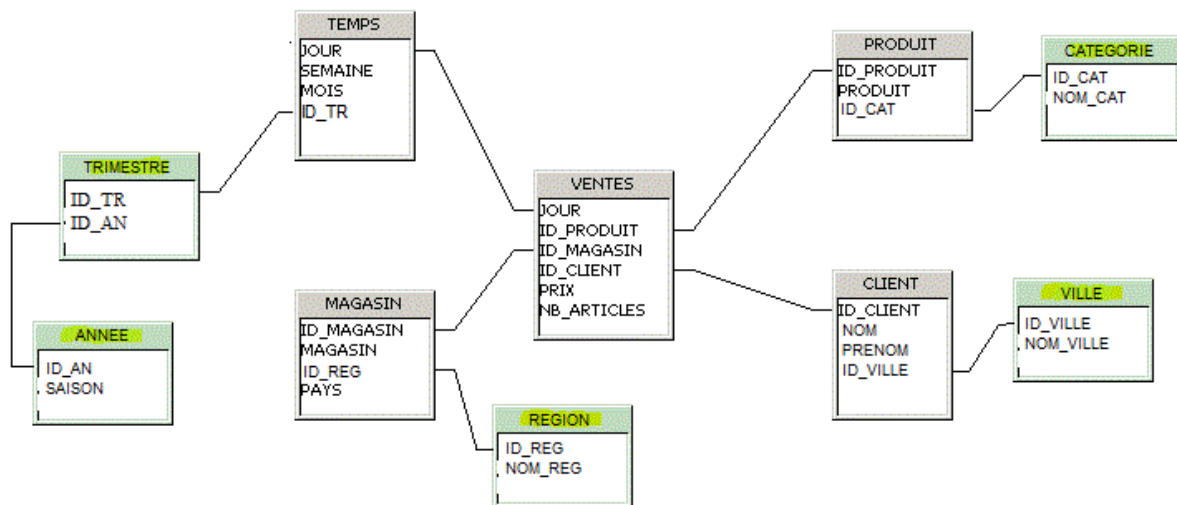 TEMPS
JOUR
SEMAINE
MOIS
ID_TR
PRODUIT
ID_PRODUIT
PRODUIT
ID_CAT
CATEGORIE
ID_CAT
NOM_CAT
TRIMESTRE
ID_TR
ID_AN
VENTES
JOUR
ID_PRODUIT
ID_MAGASIN
ID_CLIENT
PRIX
NB_ARTICLES
MAGASIN
ID_MAGASIN
MAGASIN
ID_REG
PAYS
CLIENT
ID_CLIENT
NOM
PRENOM
ID_VILLE
VILLE
ID_VILLE
NOM_VILLE
ANNEE
ID_AN
SAISON
REGION
ID_REG
NOM_REG